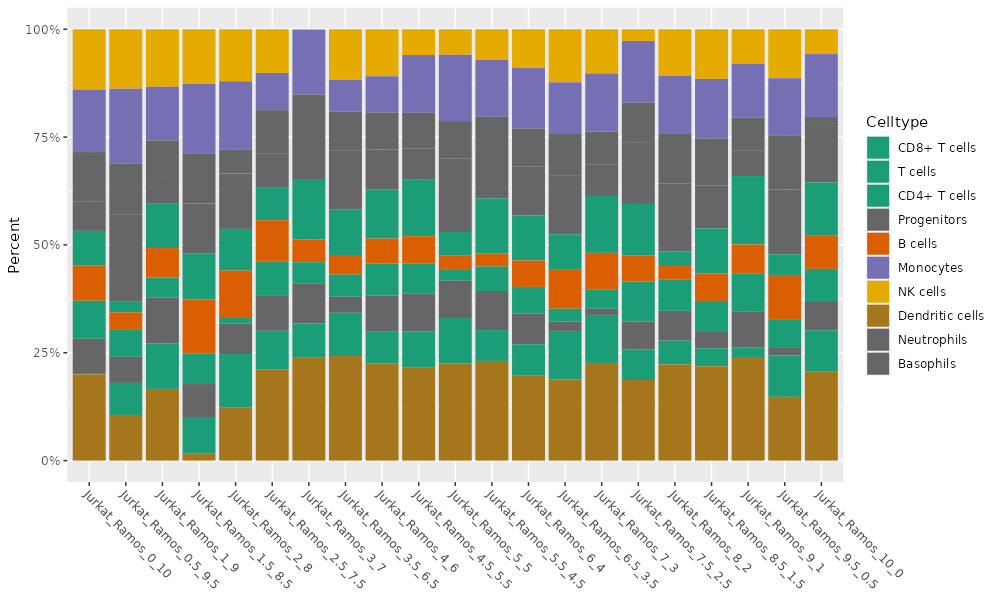 100%
75%
50%
25%
0%
Percent
Jurkat_Ramos_0_10
Jurkat_Ramos_0.5_9.5
Jurkat_Ramos_1_9
Jurkat_Ramos_1.5_8.5
Jurkat_Ramos_2_8
Jurkat_Ramos_2.5_7.5
Jurkat_Ramos_3_7
Jurkat_Ramos_3.5_6.5
Jurkat_Ramos_4_6
Jurkat_Ramos_4.5_5.5
Jurkat_Ramos_5_5
Jurkat_Ramos_5.5_4.5
Jurkat_Ramos_6_4
Jurkat_Ramos_6.5_3.5
Jurkat_Ramos_7_3
Jurkat_Ramos_7.5_2.5
Jurkat_Ramos_8_2
Jurkat_Ramos_8.5_1.5
Jurkat_Ramos_9_1
Jurkat_Ramos_9.5_0.5
Jurkat_Ramos_10_0
Celltype
CD8+ T cells
T cells
CD4+ T cells
Progenitors
B cells
Monocytes
NK cells
Dendritic cells
Neutrophils
Basophils